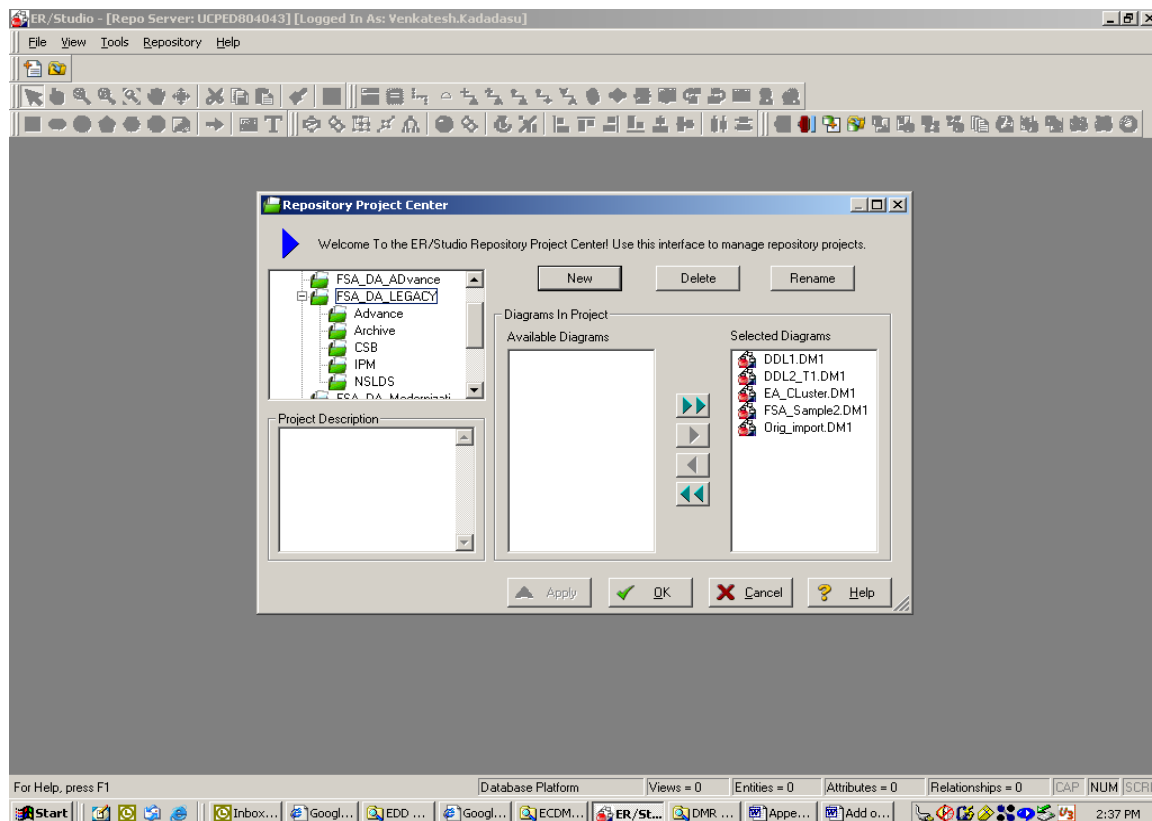 ER/Studio - [Repo Server: UCPED804043] [Logged In As: Venkatesh.Kadadasu]
File View Tools Repository Help
Repository Project Center
Welcome To the ER/Studio Repository Project Center! Use this interface to manage repository projects.
New Delete Rename
FSA_DA_ADvance
FSA_DA_LEGACY
Advance
Archive
CSB
IPM
NSLDS
FSA_DA_Modernizati
Project Description
Diagrams In Project
Available Diagrams
Selected Diagrams
DDL1.DM1
DDL2_T1.DM1
EA_CLuster.DM1
FSA_Sample2.DM1
Orig_import.DM1
Apply OK Cancel Help
For Help, press F1
Database Platform Views = 0 Entities = 0 Attributes = 0 Relationships = 0 CAP NUM SCRL
Start Inbox... Googl... EDD ... Googl... ECDM... ER/St... DMR ... Appe... Add o... 2:37 PM